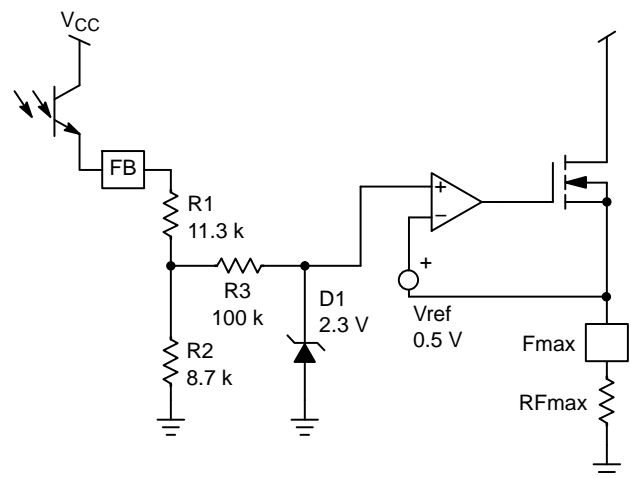 VCC
FB
R1
11.3 k
R3
100 k
R2
8.7 k
D1
2.3 V
+
−
+
Vref
0.5 V
Fmax
RFmax